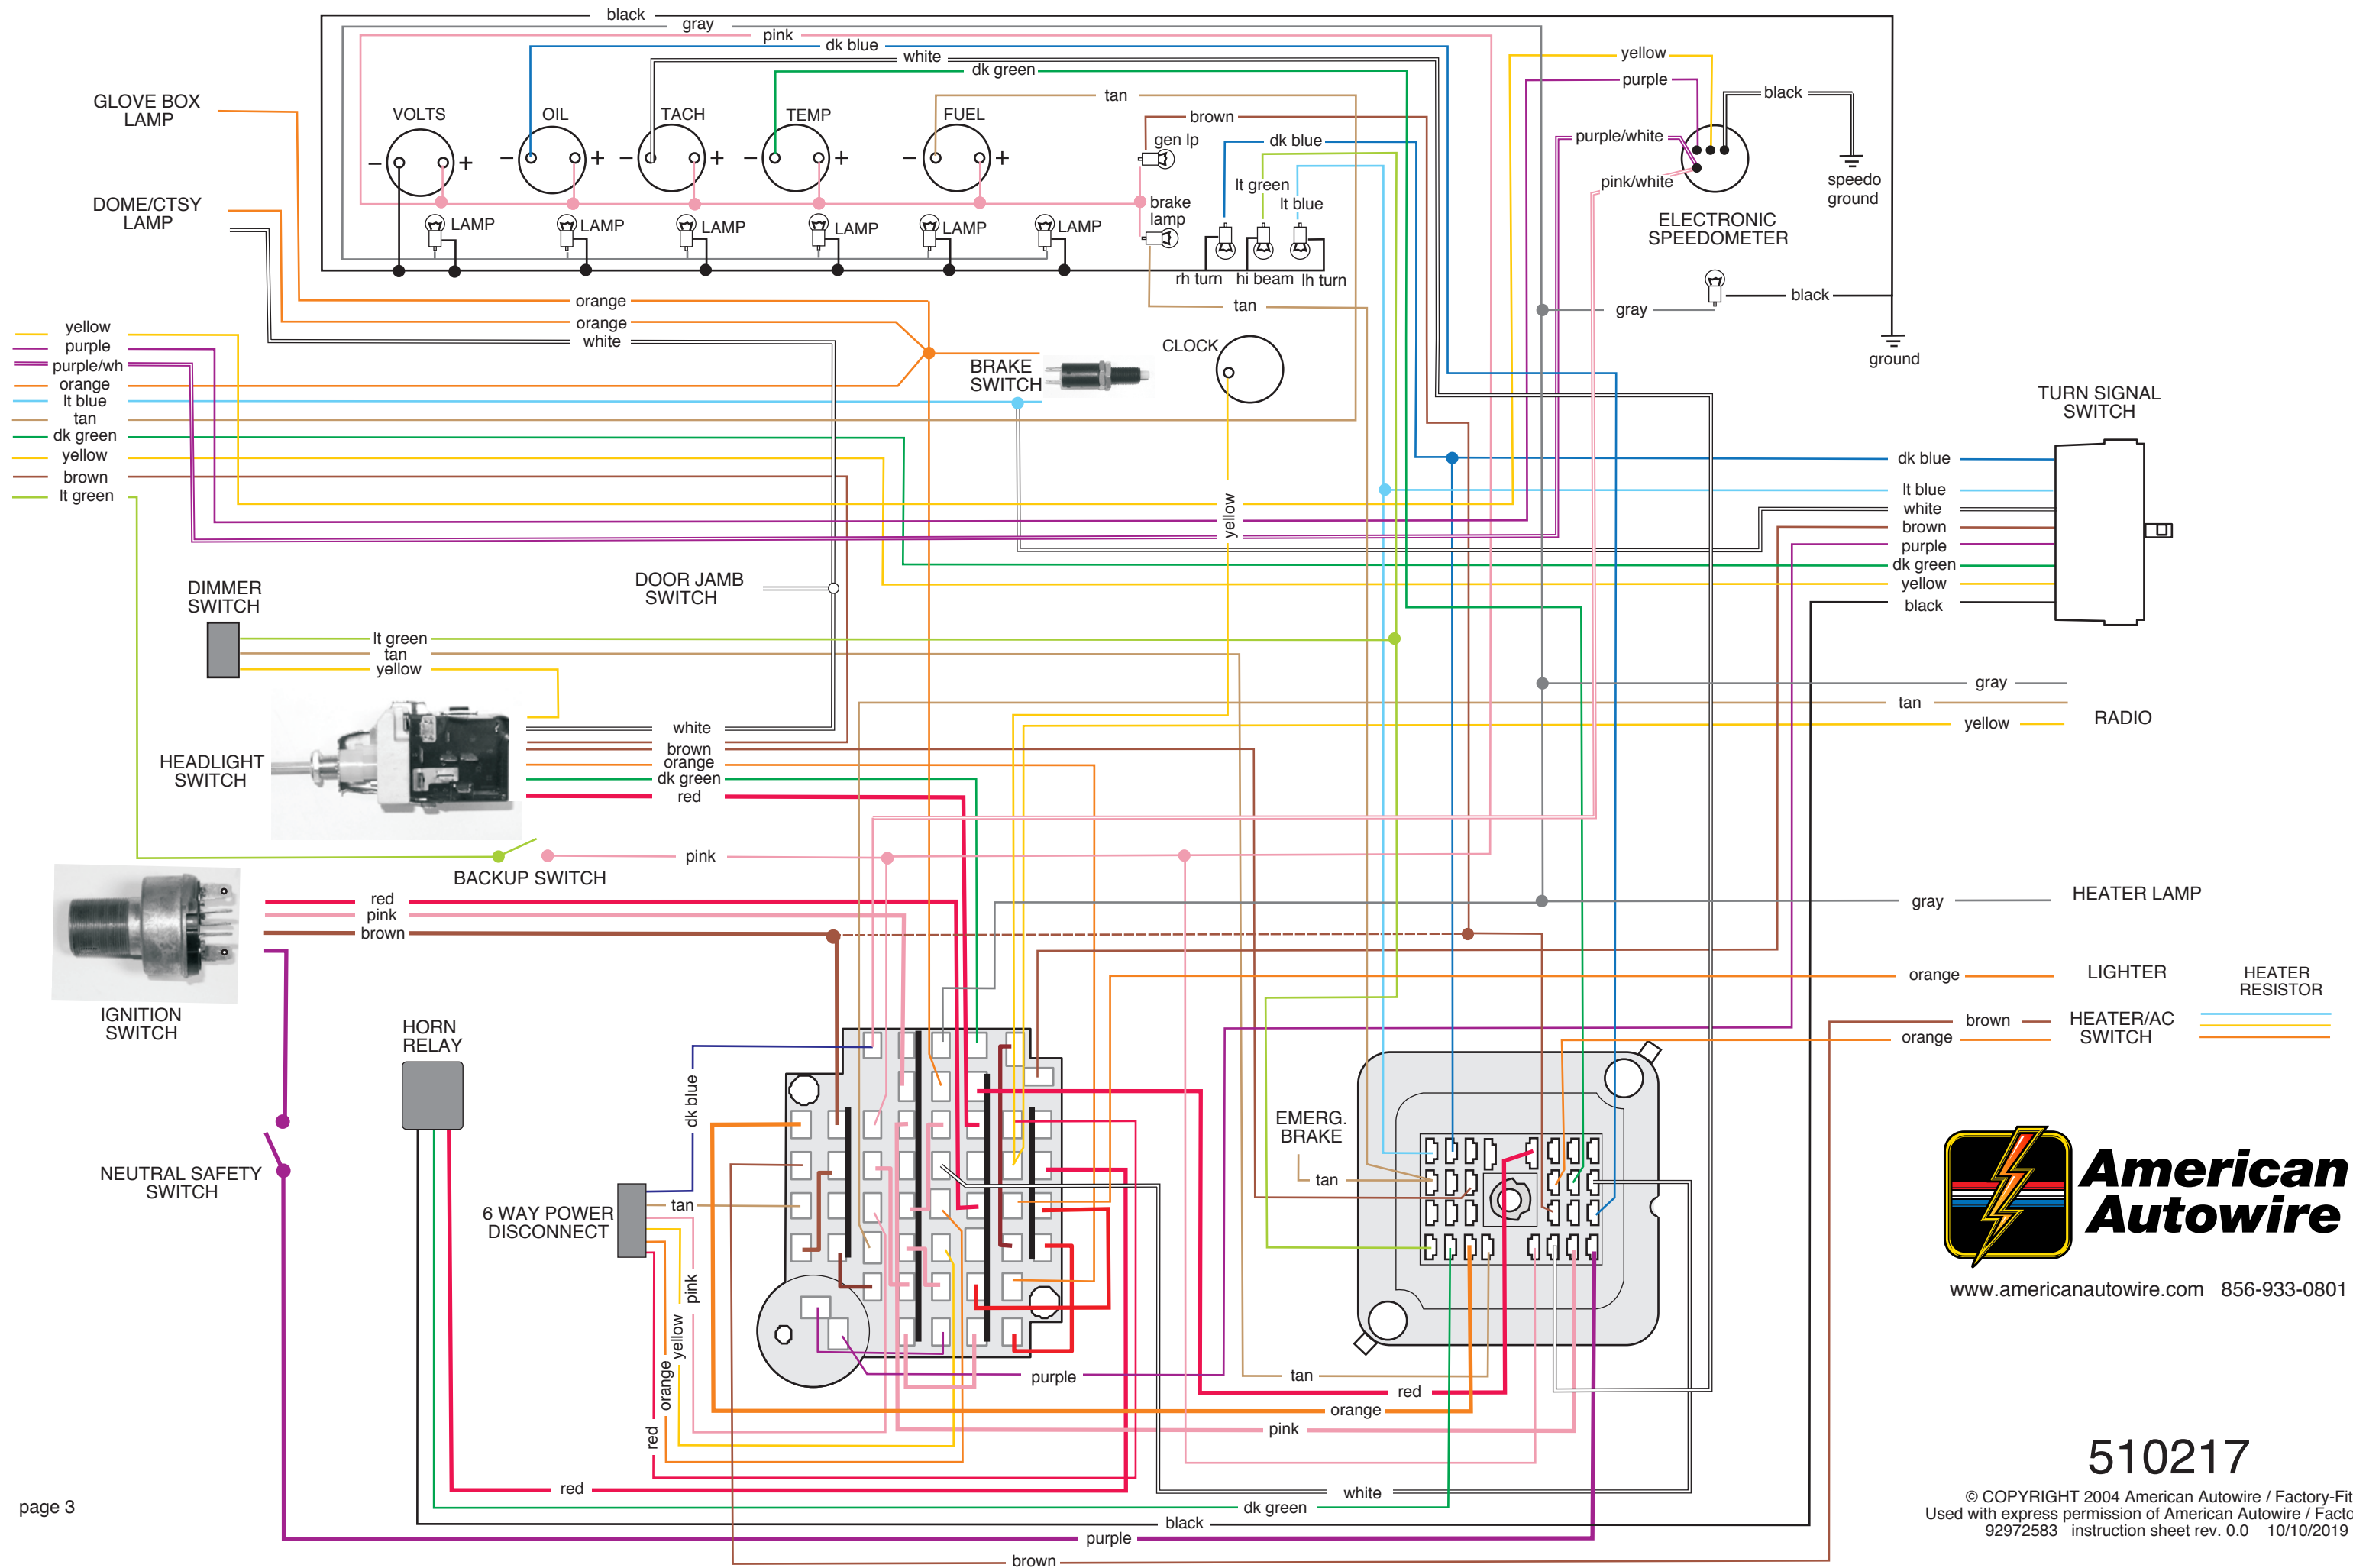 black
gray
pink
dk blue
white
dk green
tan
yellow
purple
black
GLOVE BOX
LAMP
VOLTS
OIL
TACH
TEMP
FUEL
brown
gen lp
dk blue
purple/white
− +
− +
− +
− +
− +
lt green
lt blue
pink/white
speedo
ground
DOME/CTSY
LAMP
brake
lamp
ELECTRONIC
SPEEDOMETER
LAMP
LAMP
LAMP
LAMP
LAMP
LAMP
rh turn
hi beam
lh turn
orange
tan
gray
black
orange
white
yellow
purple
purple/wh
orange
lt blue
tan
dk green
yellow
brown
lt green
BRAKE
SWITCH
CLOCK
ground
TURN SIGNAL
SWITCH
dk blue
lt blue
white
brown
purple
dk green
yellow
black
yellow
DIMMER
SWITCH
DOOR JAMB
SWITCH
lt green
tan
yellow
gray
tan
yellow
RADIO
HEADLIGHT
SWITCH
white
brown
orange
dk green
red
pink
BACKUP SWITCH
red
pink
brown
IGNITION
SWITCH
gray
HEATER LAMP
orange
LIGHTER
HEATER
RESISTOR
brown
orange
HEATER/AC
SWITCH
HORN
RELAY
dk blue
EMERG.
BRAKE
tan
NEUTRAL SAFETY
SWITCH
6 WAY POWER
DISCONNECT
tan
pink
yellow
orange
red
purple
tan
red
orange
pink
red
white
dk green
black
purple
brown
American
Autowire
www.americanautowire.com 856-933-0801
510217
© COPYRIGHT 2004 American Autowire / Factory-Fit
Used with express permission of American Autowire / Facto
92972583 instruction sheet rev. 0.0 10/10/2019
page 3